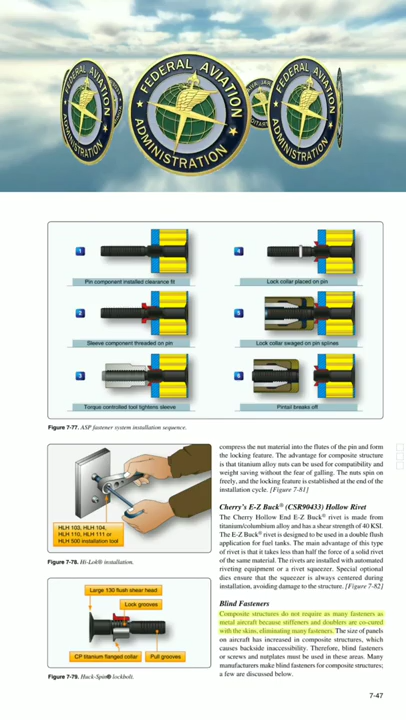 FEDERAL AVIATION
ADMINISTRATION
FEDERAL AVIATION
ADMINISTRATION
FEDERAL AVIATION
ADMINISTRATION
1
4
Pin component installed clearance fit
Lock collar placed on pin
2
5
Sleeve component threaded on pin
Lock collar swaged on pin splines
3
6
Torque controlled tool tightens sleeve
Pintail breaks off
Figure 7-77. ASP fastener system installation sequence.
HLH 103, HLH 104,
HLH 110, HLH 111 or
HLH 500 installation tool
Figure 7-78. Hi-Lok® installation.
Large 130 flush shear head
Lock grooves
CP titanium flanged collar
Pull grooves
Figure 7-79. Huck-Spin® lockbolt.
compress the nut material into the flutes of the pin and form
the locking feature. The advantage for composite structure
is that titanium alloy nuts can be used for compatibility and
weight saving without the fear of galling. The nuts spin on
freely, and the locking feature is established at the end of the
installation cycle. [Figure 7-81]
Cherry's E-Z Buck® (CSR90433) Hollow Rivet
The Cherry Hollow End E-Z Buck® rivet is made from
titanium/columbium alloy and has a shear strength of 40 KSI.
The E-Z Buck® rivet is designed to be used in a double flush
application for fuel tanks. The main advantage of this type
of rivet is that it takes less than half the force of a solid rivet
of the same material. The rivets are installed with automated
riveting equipment or a rivet squeezer. Special optional
dies ensure that the squeezer is always centered during
installation, avoiding damage to the structure. [Figure 7-82]
Blind Fasteners
Composite structures do not require as many fasteners as
metal aircraft because stiffeners and doublers are co-cured
with the skins, eliminating many fasteners. The size of panels
on aircraft has increased in composite structures, which
causes backside inaccessibility. Therefore, blind fasteners
or screws and nutplates must be used in these areas. Many
manufacturers make blind fasteners for composite structures;
a few are discussed below.
7-47